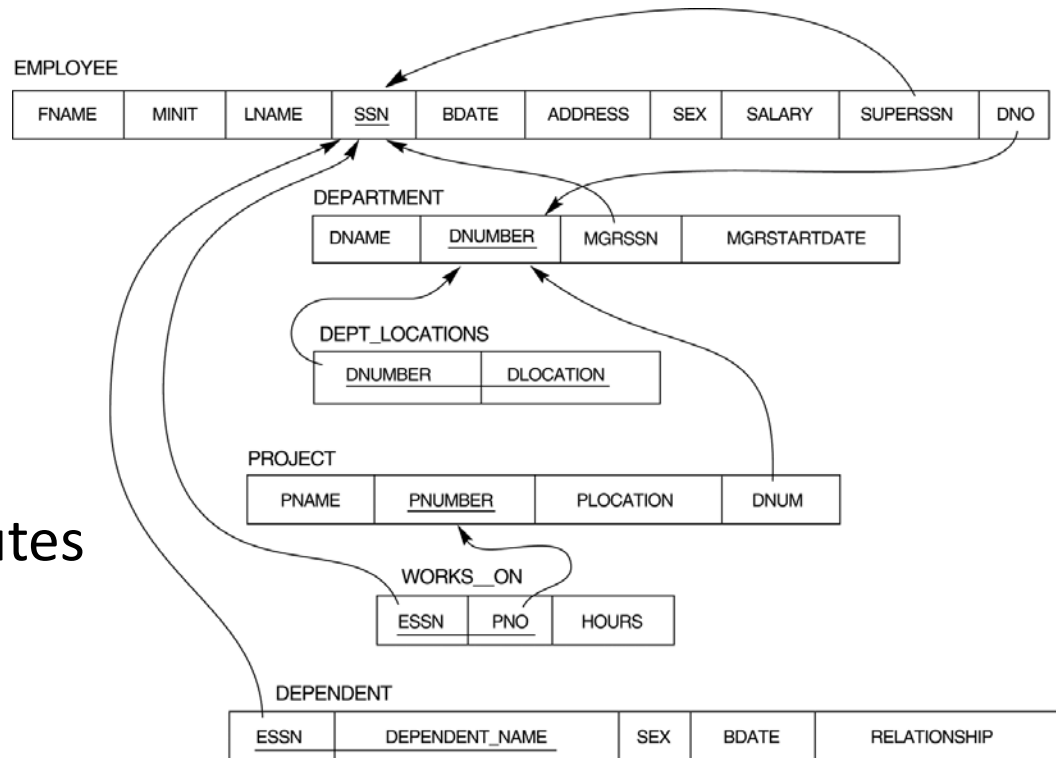 EMPLOYEE
FNAME MINIT LNAME SSN BDATE ADDRESS SEX SALARY SUPERSSN DNO
DEPARTMENT
DNAME DNUMBER MGRSSN MGRSTARTDATE
DEPT_LOCATIONS
DNUMBER DLOCATION
PROJECT
PNAME PNUMBER PLOCATION DNUM
utes
WORKS__ON
ESSN PNO HOURS
DEPENDENT
ESSN DEPENDENT_NAME SEX BDATE RELATIONSHIP